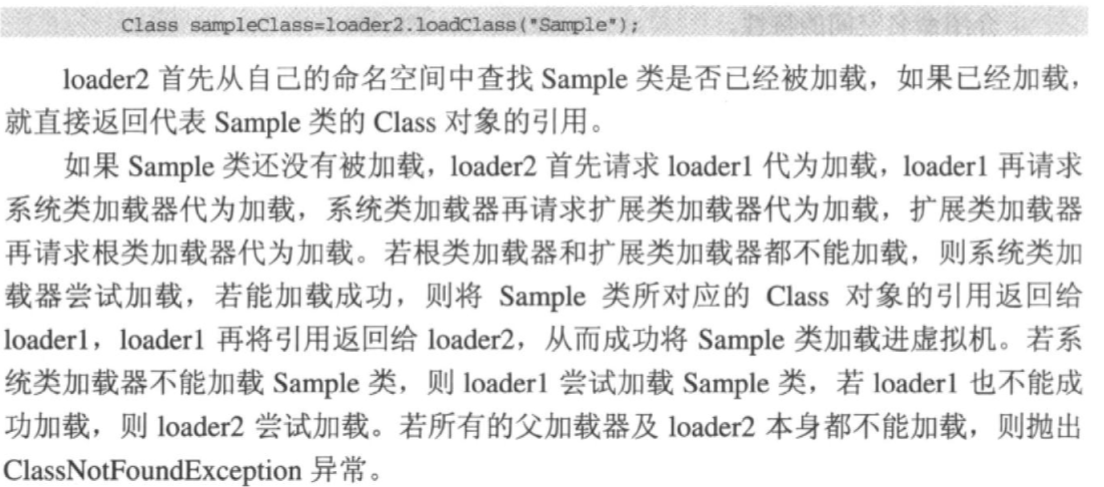 Class sampleClass=loader2.loadClass("Sample");
loader2 首先从自己的命名空间中查找 Sample 类是否已经被加载，如果已经加载，
就直接返回代表 Sample 类的 Class 对象的引用。
如果 Sample 类还没有被加载，loader2 首先请求 loader1 代为加载，loader1 再请求
系统类加载器代为加载，系统类加载器再请求扩展类加载器代为加载，扩展类加载器
再请求根类加载器代为加载。若根类加载器和扩展类加载器都不能加载，则系统类加
载器尝试加载，若能加载成功，则将 Sample 类所对应的 Class 对象的引用返回给
loader1，loader1 再将引用返回给 loader2，从而成功将 Sample 类加载进虚拟机。若系
统类加载器不能加载 Sample 类，则 loader1 尝试加载 Sample 类，若 loader1 也不能成
功加载，则 loader2 尝试加载。若所有的父加载器及 loader2 本身都不能加载，则抛出
ClassNotFoundException 异常。